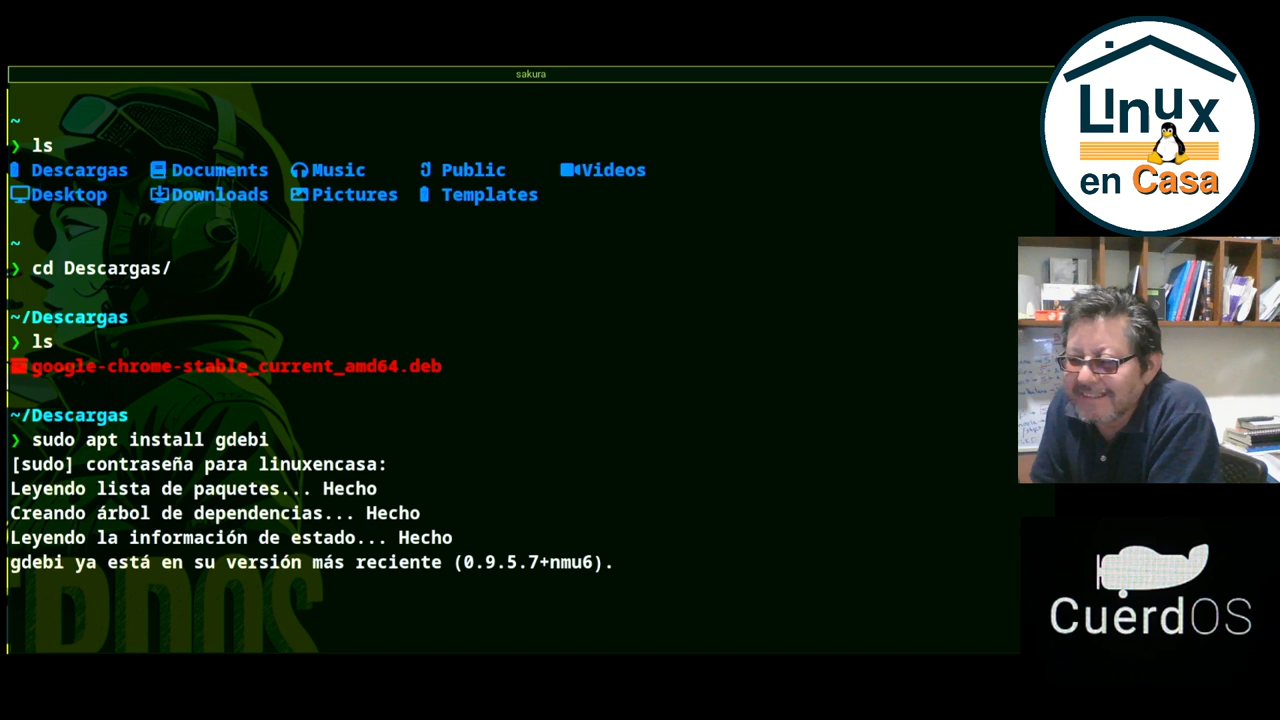 sakura
~
❯ ls
Descargas Documents Music Public Videos
Desktop Downloads Pictures Templates
~
❯ cd Descargas/
~/Descargas
❯ ls
google-chrome-stable_current_amd64.deb
~/Descargas
❯ sudo apt install gdebi
[sudo] contraseña para linuxencasa:
Leyendo lista de paquetes... Hecho
Creando árbol de dependencias... Hecho
Leyendo la información de estado... Hecho
gdebi ya está en su versión más reciente (0.9.5.7+nmu6).
Linux
en Casa
CuerdOS